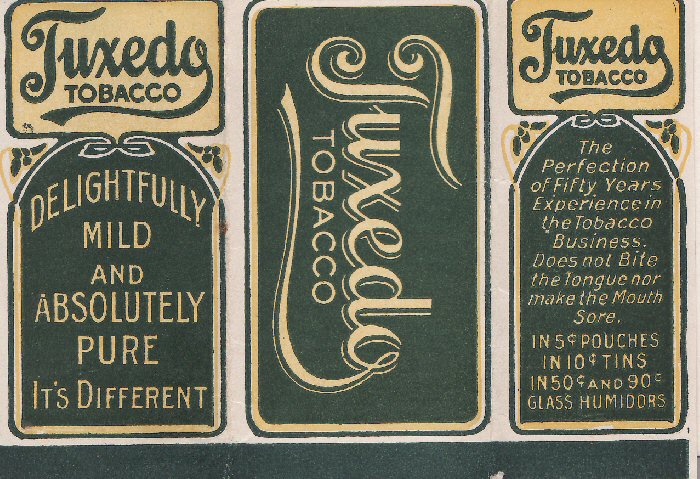 Tuxedo
TOBACCO
DELIGHTFULLY
MILD
AND
ABSOLUTELY
PURE
IT'S DIFFERENT
Tuxedo
TOBACCO
Tuxedo
TOBACCO
The
Perfection
of Fifty Years
Experience in
the Tobacco
Business.
Does not Bite
the Tongue nor
make the Mouth
Sore.
IN 5¢ POUCHES
IN 10¢ TINS
IN 50¢ AND 90¢
GLASS HUMIDORS